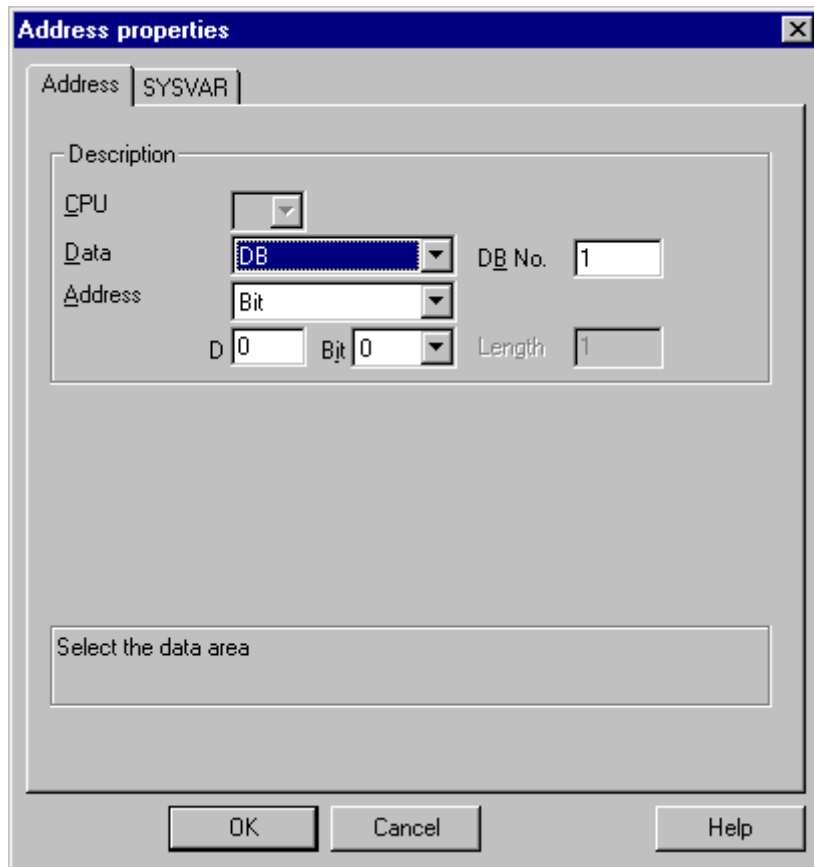 Address properties
Address SYSVAR
Description
CPU
Data DB DB No. 1
Address Bit
D 0 Bit 0 Length 1
Select the data area
OK Cancel Help